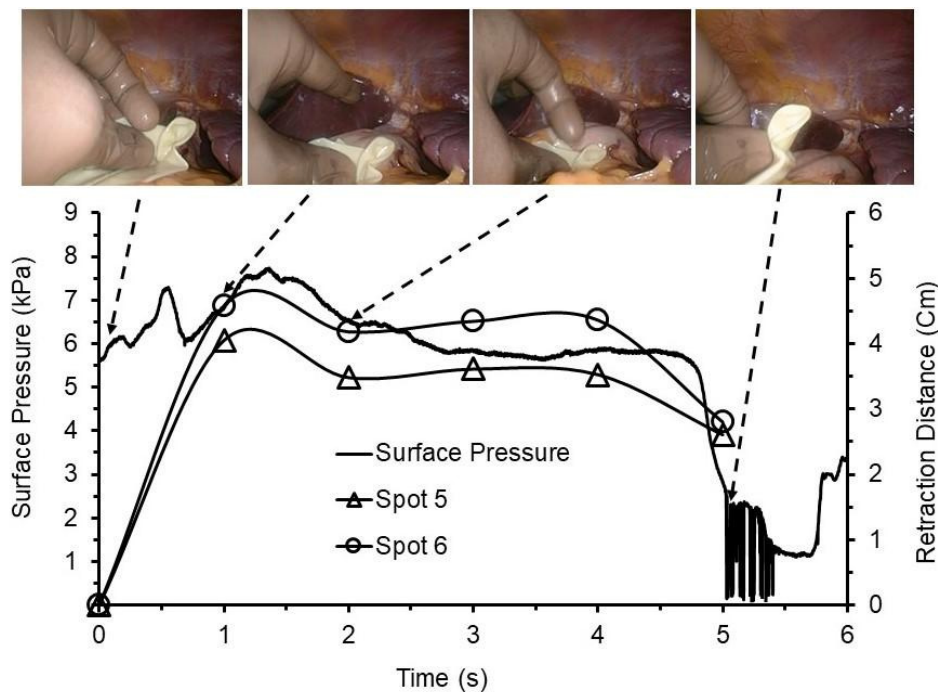 9
8
7
6
5
4
3
2
1
0
Surface Pressure (kPa)
6
5
4
3
2
1
0
Retraction Distance (Cm)
Surface Pressure
Spot 5
Spot 6
0 1 2 3 4 5 6
Time (s)